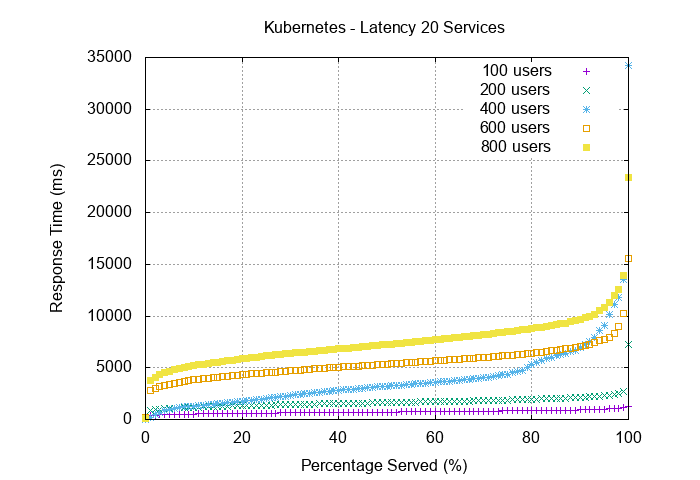 Kubernetes - Latency 20 Services
35000
30000
25000
20000
15000
10000
5000
0
Response Time (ms)
100 users
200 users
400 users
600 users
800 users
0 20 40 60 80 100
Percentage Served (%)